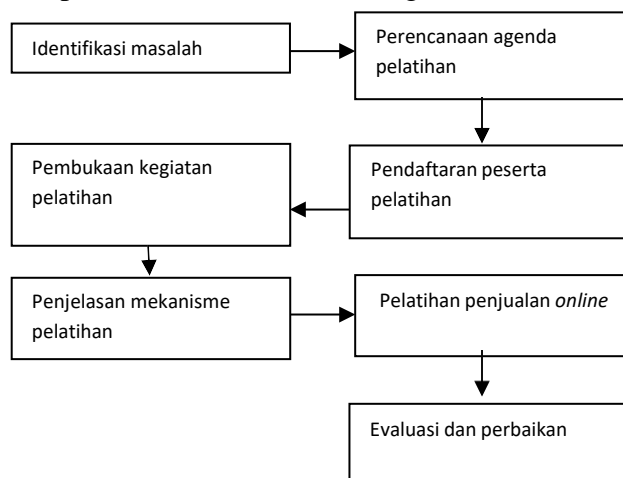 Identifikasi masalah
Perencanaan agenda
pelatihan
Pendaftaran peserta
pelatihan
Pembukaan kegiatan
pelatihan
Penjelasan mekanisme
pelatihan
Pelatihan penjualan online
Evaluasi dan perbaikan